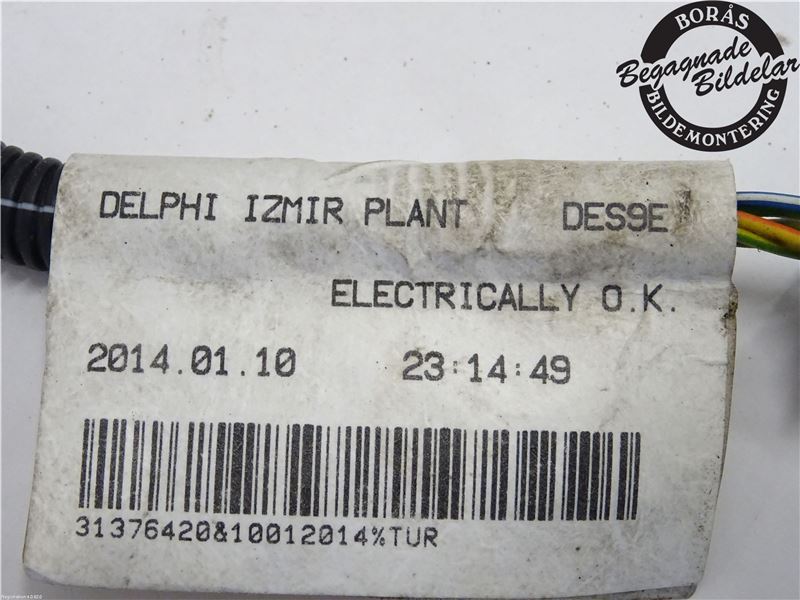 BORÅS
Begagnade
Bildelar
BILDEMONTERING
DELPHI IZMIR PLANT DES9E
ELECTRICALLY O.K.
2014.01.10 23:14:49
31376420&10012014%TUR